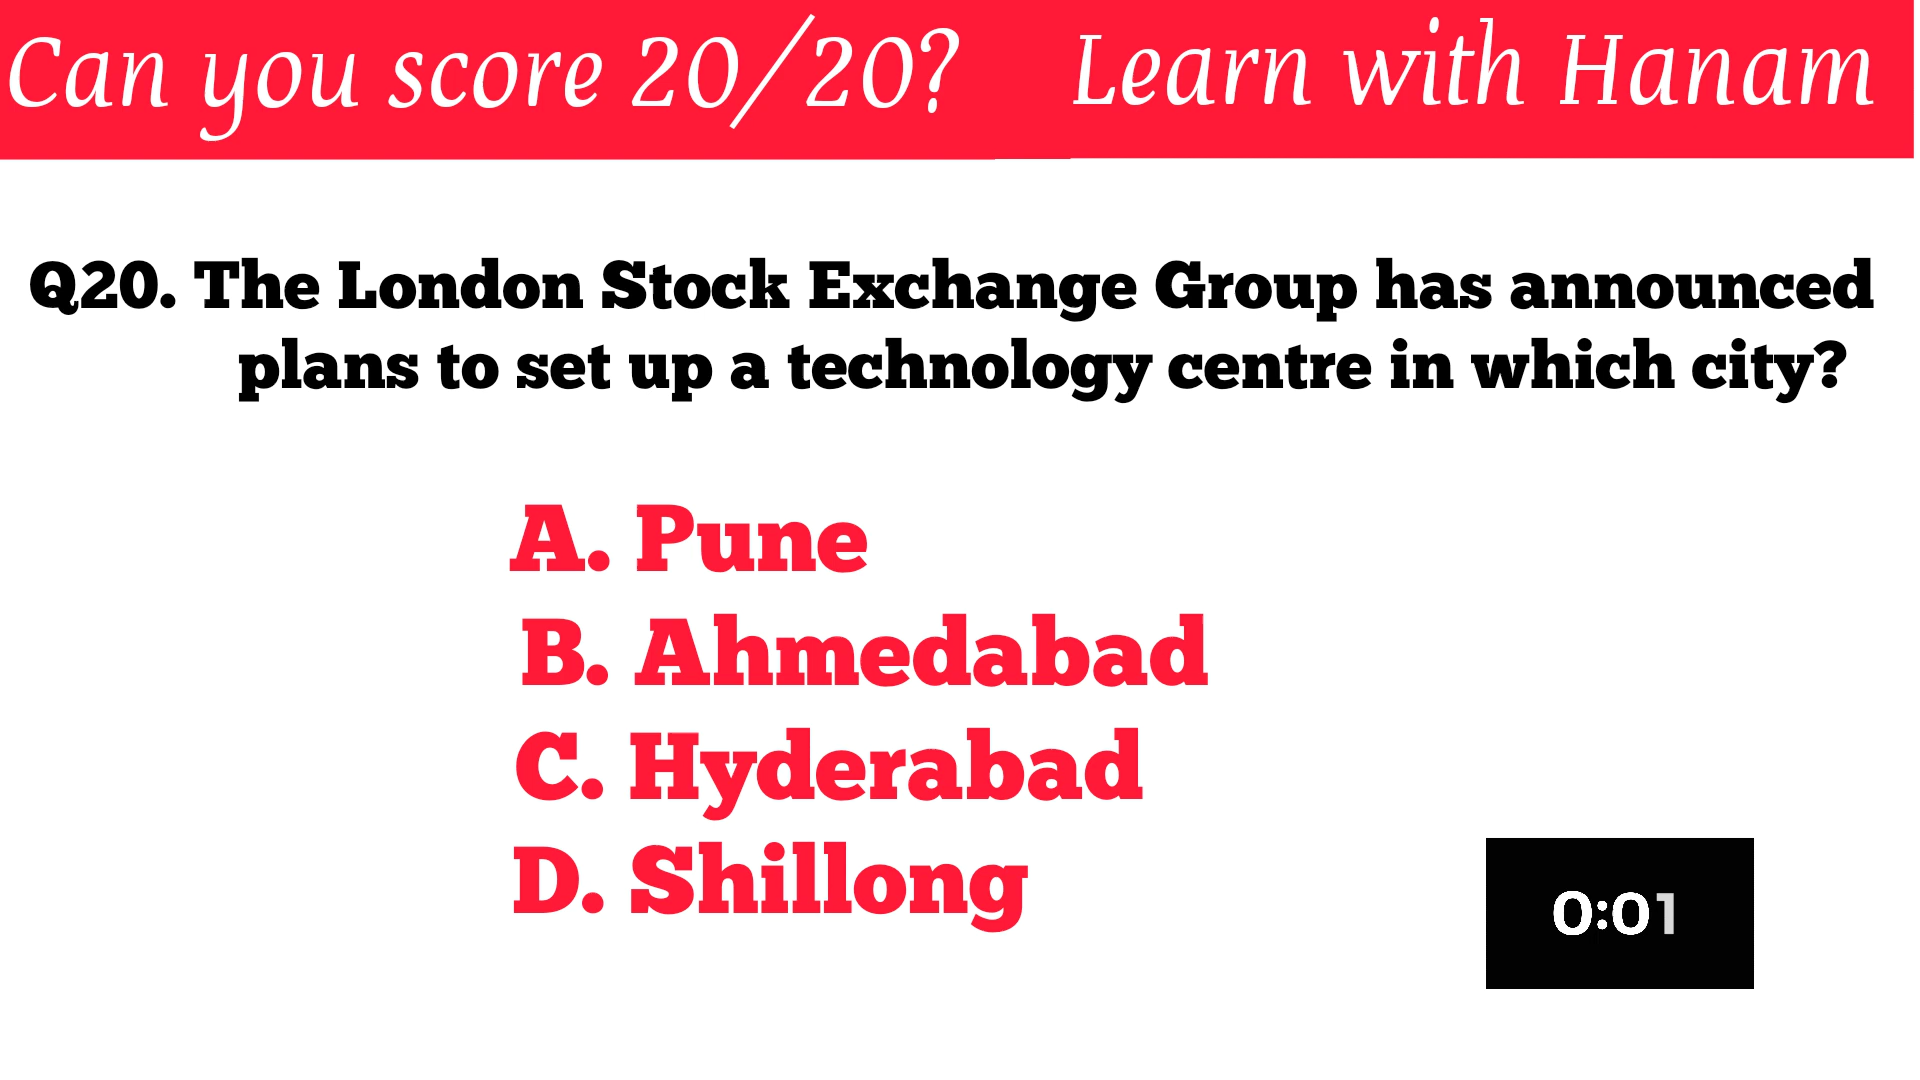 Can you score 20/20? Learn with Hanam
Q20. The London Stock Exchange Group has announced
plans to set up a technology centre in which city?
A. Pune
B. Ahmedabad
C. Hyderabad
D. Shillong
0:01